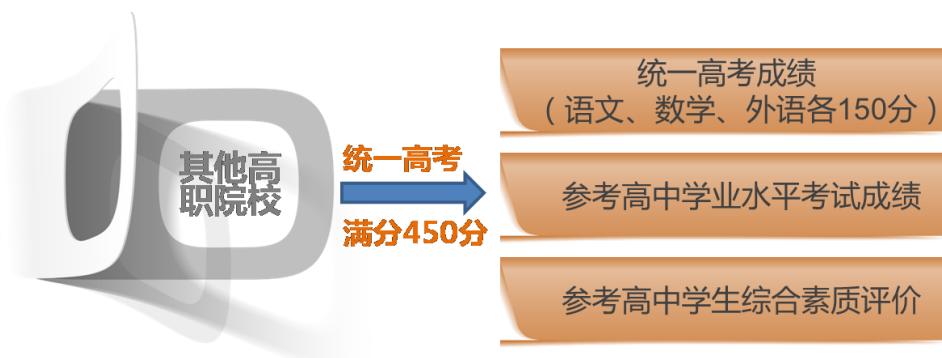 其他高
职院校
统一高考
满分450分
统一高考成绩
（语文、数学、外语各150分）
参考高中学业水平考试成绩
参考高中学生综合素质评价